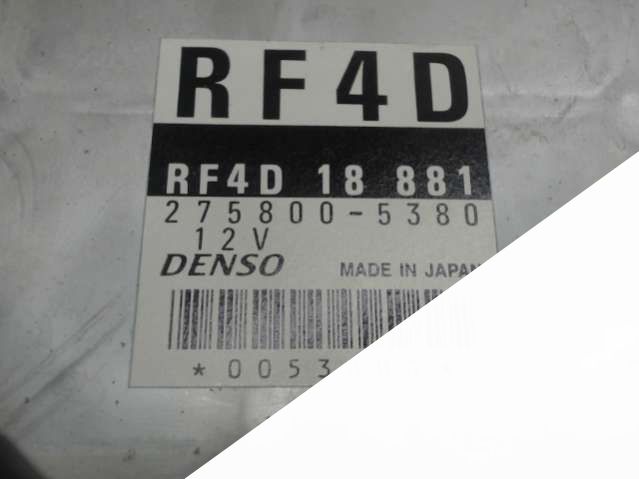 RF4D
RF4D 18 881
275800-5380
12V
DENSO MADE IN JAPAN
*0053